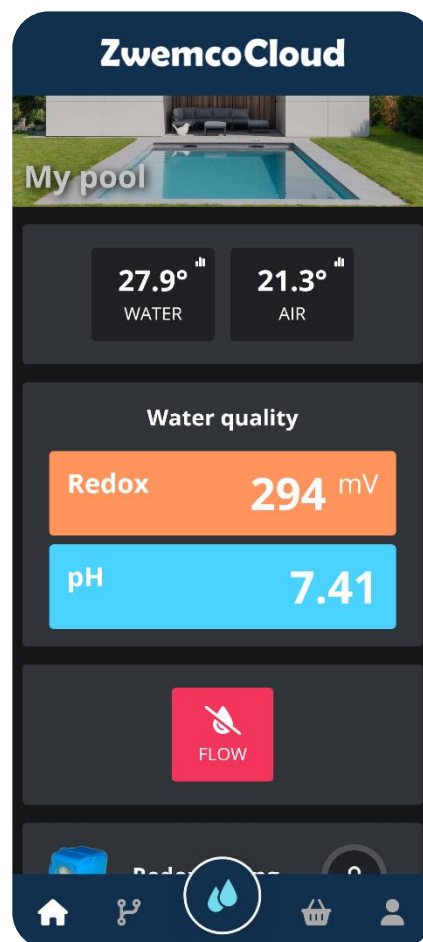 ZwemcoCloud
My pool
27.9° 21.3°
WATER AIR
Water quality
Redox 294 mV
pH 7.41
FLOW